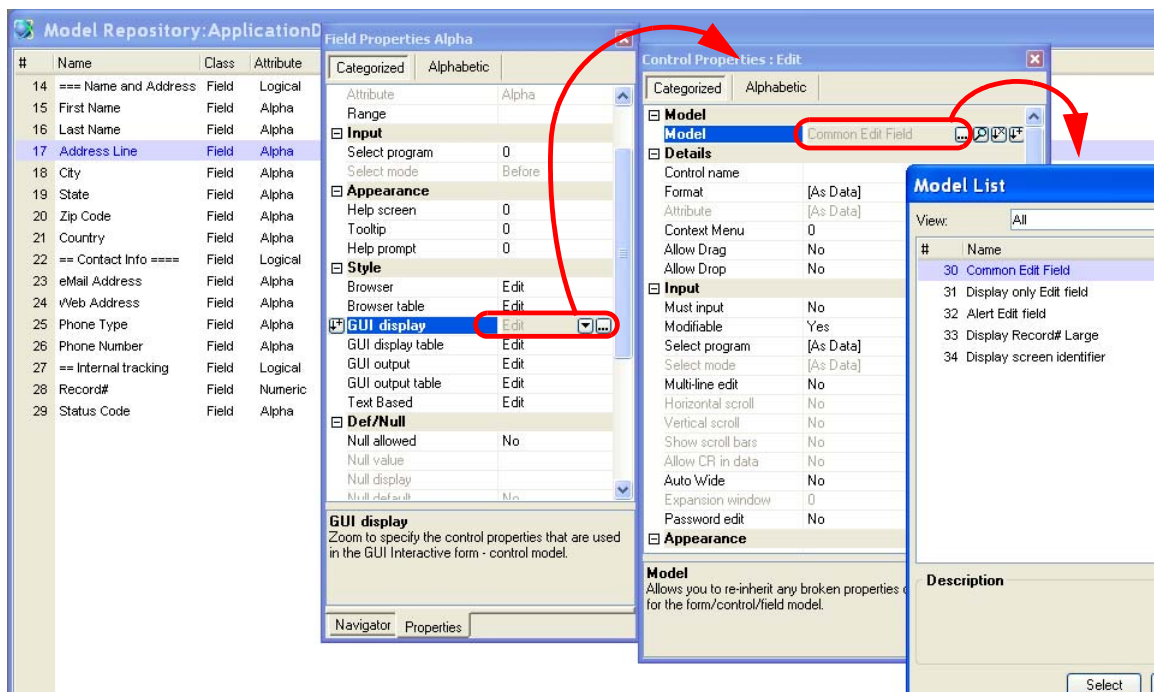 Model Repository:ApplicationD
# Name Class Attribute
14 === Name and Address Field Logical
15 First Name Field Alpha
16 Last Name Field Alpha
17 Address Line Field Alpha
18 City Field Alpha
19 State Field Alpha
20 Zip Code Field Alpha
21 Country Field Alpha
22 == Contact Info ==== Field Logical
23 eMail Address Field Alpha
24 Web Address Field Alpha
25 Phone Type Field Alpha
26 Phone Number Field Alpha
27 == Internal tracking Field Logical
28 Record# Field Numeric
29 Status Code Field Alpha
Field Properties Alpha
Categorized Alphabetic
Attribute Alpha
Range
Input
Select program 0
Select mode Before
Appearance
Help screen 0
Tooltip 0
Help prompt 0
Style
Browser Edit
Browser table Edit
GUI display Edit ...
GUI display table Edit
GUI output Edit
GUI output table Edit
Text Based Edit
Def/Null
Null allowed No
Null value
Null display
Null default No
GUI display
Zoom to specify the control properties that are used
in the GUI Interactive form - control model.
Navigator Properties
Control Properties : Edit
Categorized Alphabetic
Model
Model Common Edit Field ...
Details
Control name
Format [As Data]
Attribute [As Data]
Context Menu 0
Allow Drag No
Allow Drop No
Input
Must input No
Modifiable Yes
Select program [As Data]
Select mode [As Data]
Multi-line edit No
Horizontal scroll No
Vertical scroll No
Show scroll bars No
Allow CR in data No
Auto Wide No
Expansion window 0
Password edit No
Appearance
Model
Allows you to re-inherit any broken properties
for the form/control/field model.
Model List
View: All
# Name
30 Common Edit Field
31 Display only Edit field
32 Alert Edit field
33 Display Record# Large
34 Display screen identifier
Description
Select